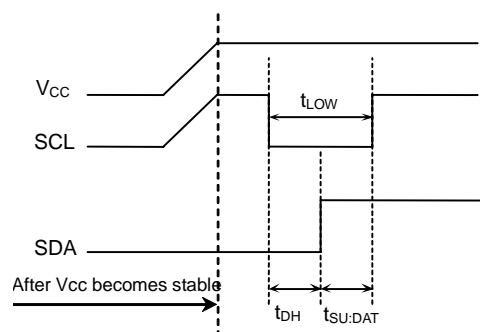 VCC
tLOW
SCL
SDA
After Vcc becomes stable
tDH
tSU:DAT